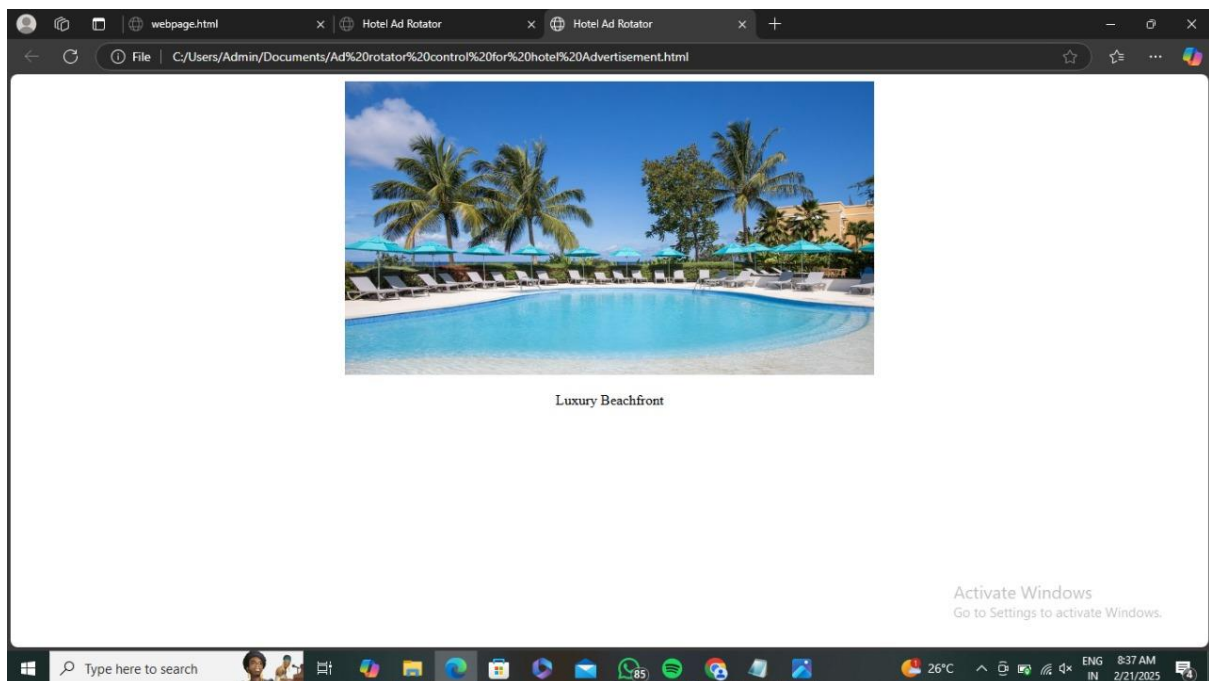 webpage.html
Hotel Ad Rotator
Hotel Ad Rotator
File C:/Users/Admin/Documents/Ad%20rotator%20control%20for%20hotel%20Advertisement.html
Luxury Beachfront
Activate Windows
Go to Settings to activate Windows.
Type here to search
85
26°C
ENG
IN
8:37 AM
2/21/2025
4